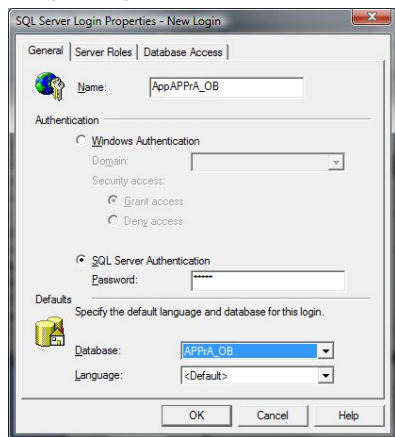 SQL Server Login Properties - New Login
General Server Roles Database Access
Name: AppAPPrA_OB
Authentication
Windows Authentication
Domain:
Security access:
Grant access
Deny access
SQL Server Authentication
Password: *****
Defaults
Specify the default language and database for this login.
Database: APPrA_OB
Language: <Default>
OK Cancel Help